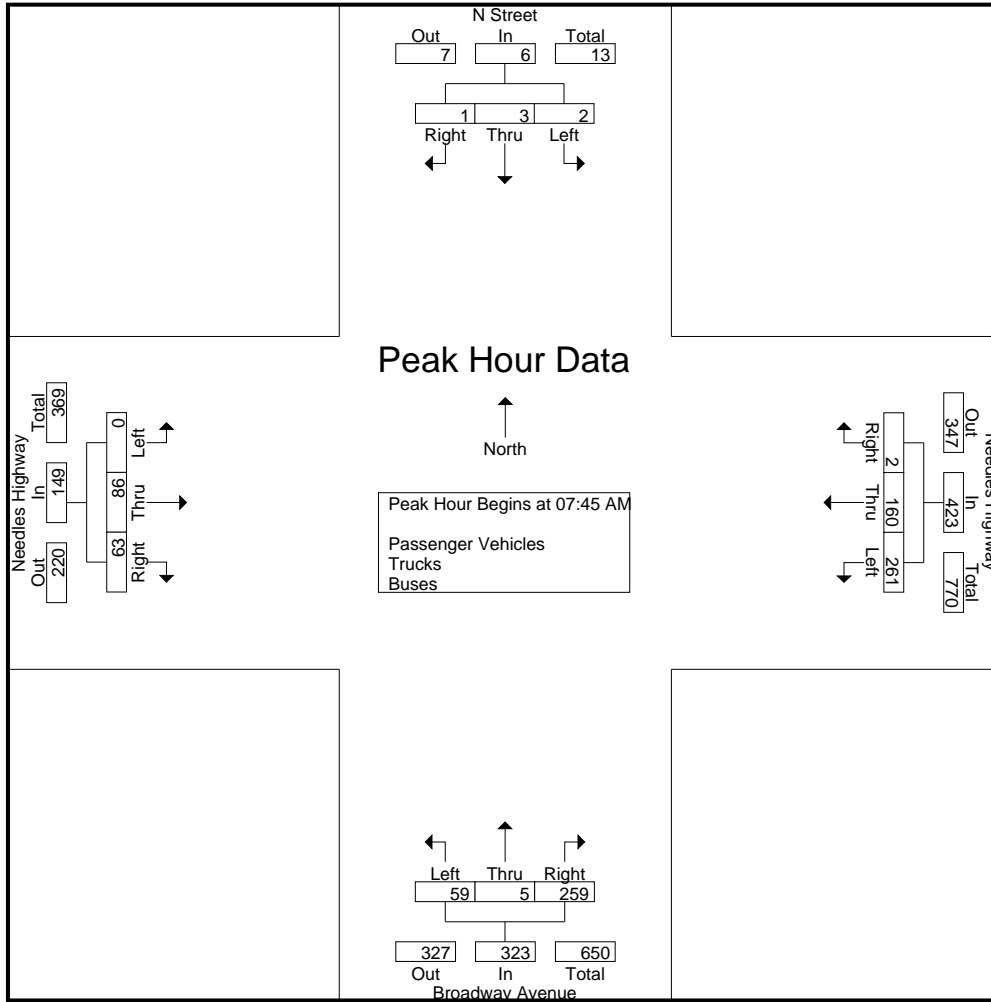 N Street
Out In Total
7 6 13
1 3 2
Right Thru Left
Peak Hour Data
North
Peak Hour Begins at 07:45 AM
Passenger Vehicles
Trucks
Buses
Needles Highway
Total In Out
369 149 220
0 86 63
Left Thru Right
Right Thru Left
2 160 261
347 423 770
Out In Total
Needles Highway
Left Thru Right
59 5 259
327 323 650
Out In Total
Broadway Avenue